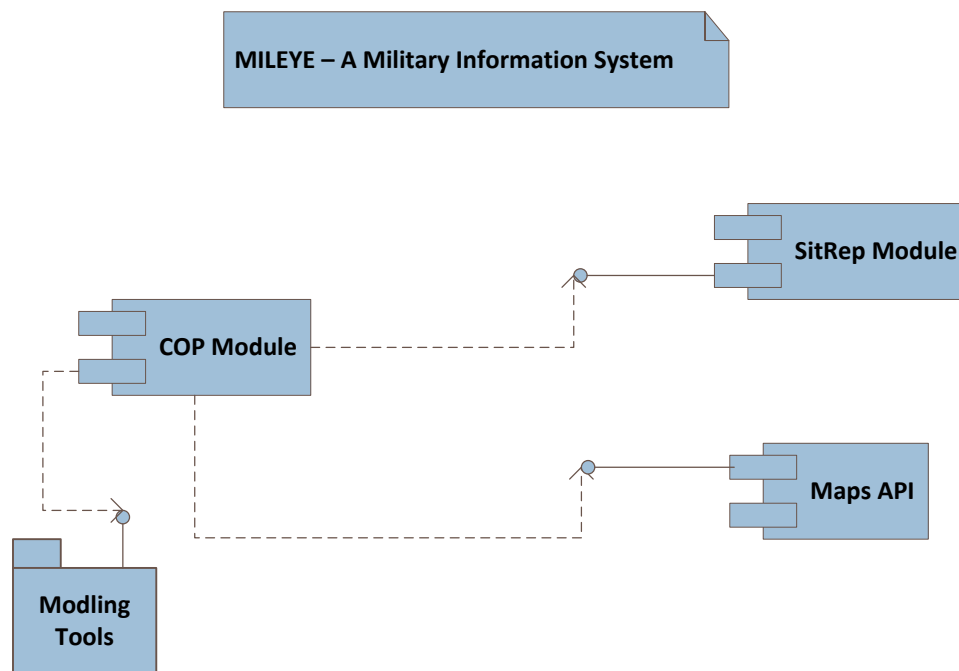 MILEYE – A Military Information System
SitRep Module
COP Module
Maps API
Modling
Tools